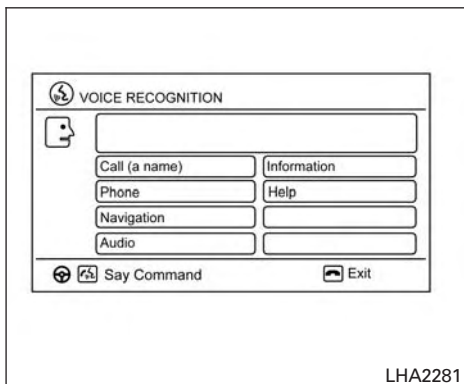 VOICE RECOGNITION
Call (a name) Information
Phone Help
Navigation
Audio
Say Command Exit
LHA2281